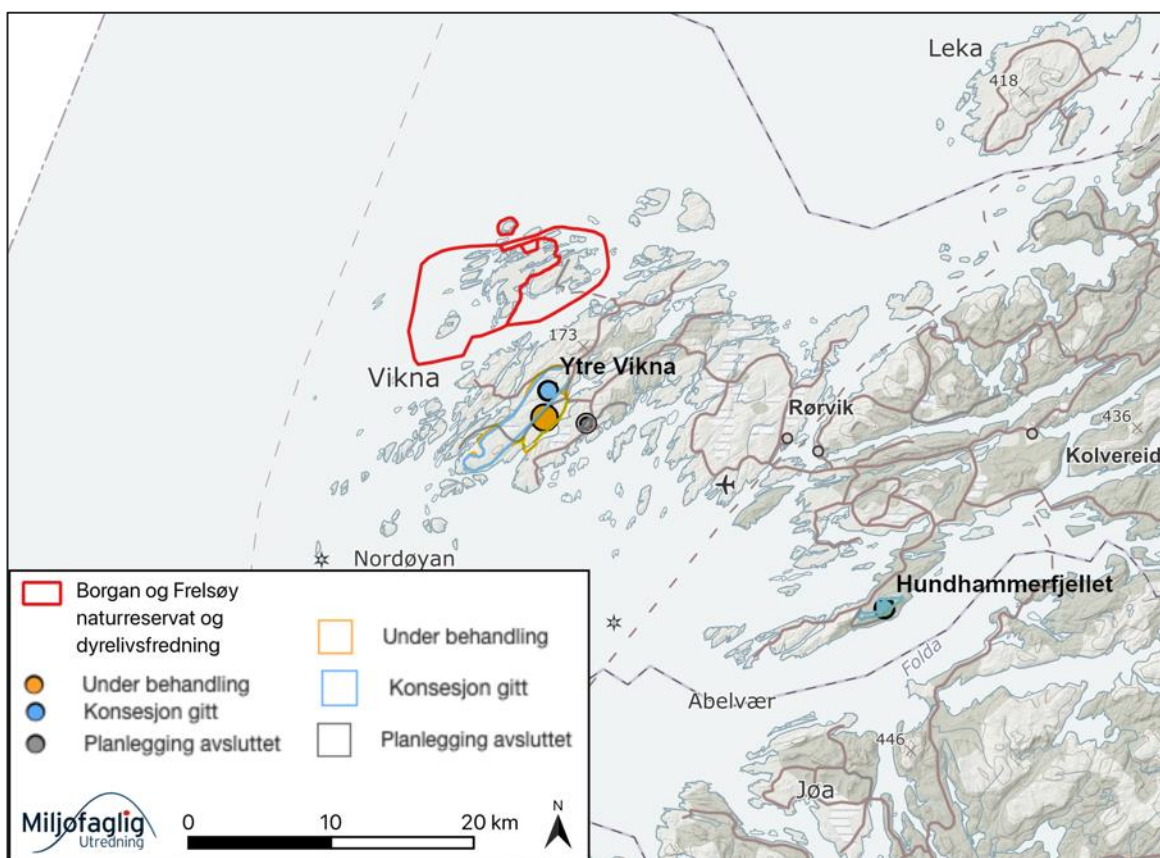 Leka
418
173
Ytre Vikna
Vikna
Rørvik
436
Kolvereid
Nordøyan
Hundhammerfjellet
Folda
Abelvær
446
Jøa
Borgan og Frelsøy
naturreservat og
dyrelivsfredning
Under behandling
Konsesjon gitt
Planlegging avsluttet
Under behandling
Konsesjon gitt
Planlegging avsluttet
Miljøfaglig
Utredning
0 10 20 km
N